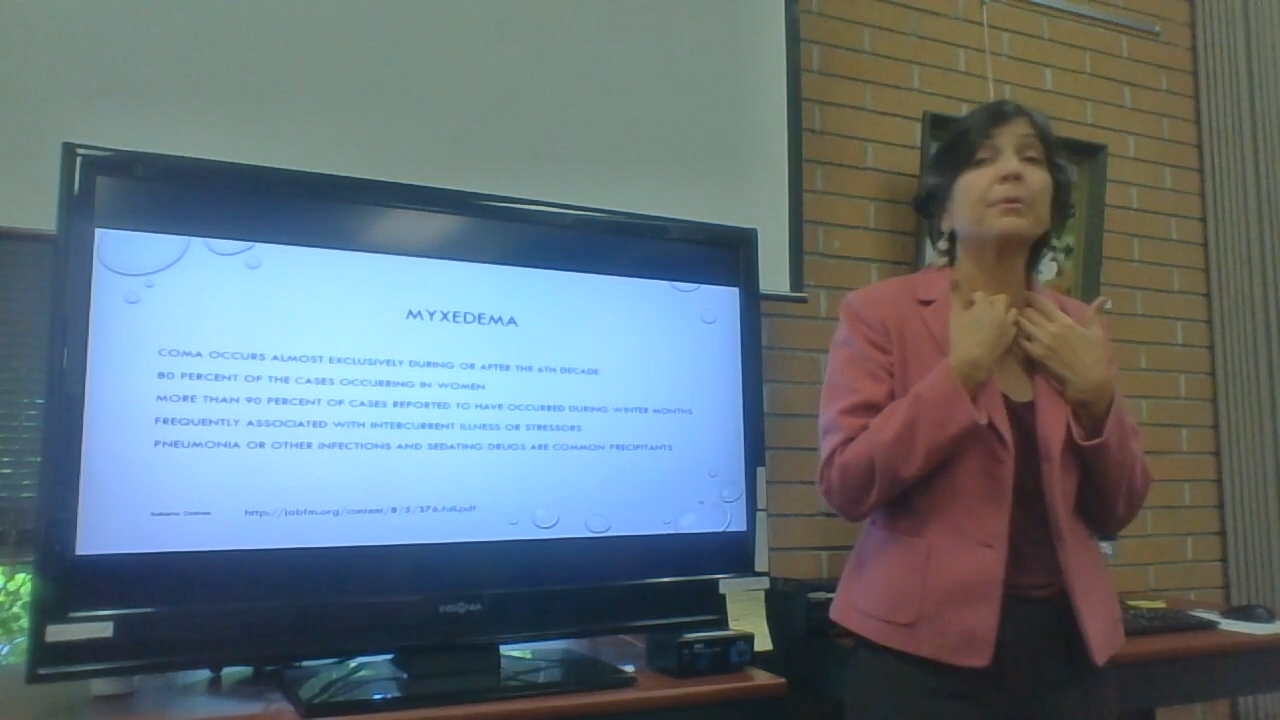 MYXEDEMA
COMA OCCURS ALMOST EXCLUSIVELY DURING OR AFTER THE 6TH DECADE
80 PERCENT OF THE CASES OCCURRING IN WOMEN
MORE THAN 90 PERCENT OF CASES REPORTED TO HAVE OCCURRED DURING WINTER MONTHS
FREQUENTLY ASSOCIATED WITH INTERCURRENT ILLNESS OR STRESSORS
PNEUMONIA OR OTHER INFECTIONS AND SEDATING DRUGS ARE COMMON PRECIPITANTS
http://jabfm.org/content/8/5/376.full.pdf
INSIGNIA